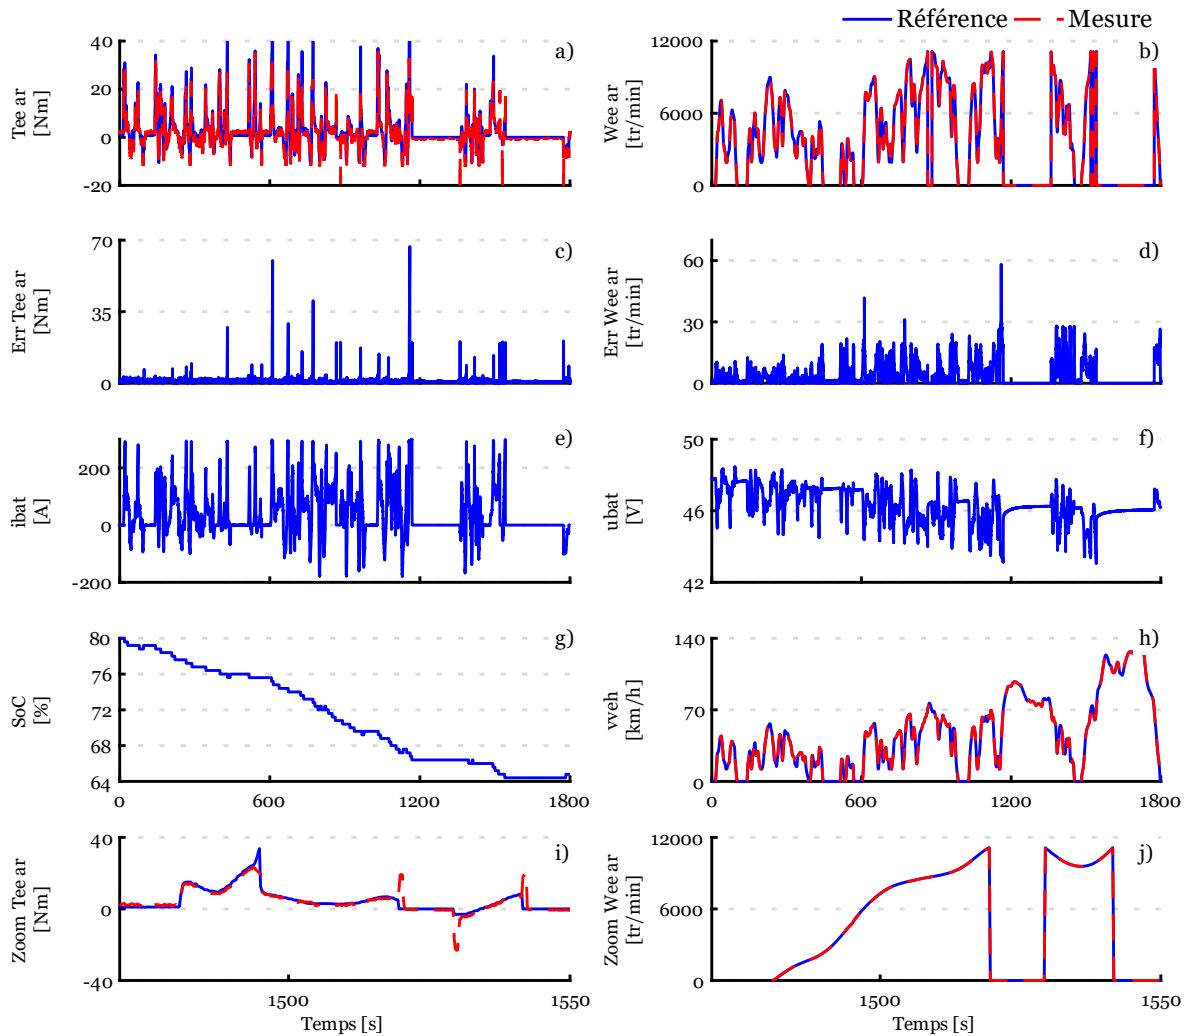 Référence Mesure
a)
Tee ar
[Nm]
40
20
0
-20
b)
Wee ar
[tr/min]
12000
6000
0
c)
Err Tee ar
[Nm]
70
35
0
d)
Err Wee ar
[tr/min]
60
30
0
e)
ibat
[A]
200
0
-200
f)
ubat
[V]
50
46
42
g)
SoC
[%]
80
76
72
68
64
0 600 1200 1800
h)
vveh
[km/h]
140
70
0
0 600 1200 1800
i)
Zoom Tee ar
[Nm]
40
0
-40
1500 1550
Temps [s]
j)
Zoom Wee ar
[tr/min]
12000
6000
0
1500 1550
Temps [s]